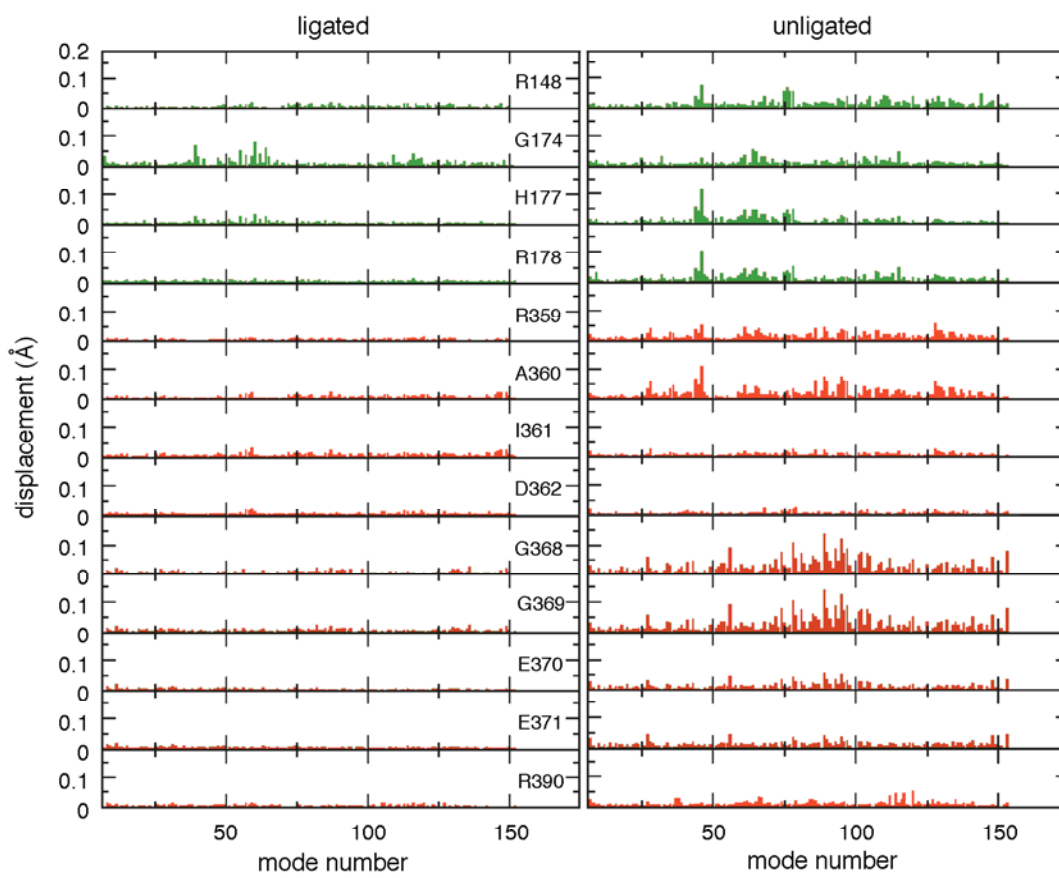 ligated unligated
0.2
0.1 R148
0
0.1 G174
0
0.1 H177
0
0.1 R178
0
0.1 R359
0
0.1 A360
0
0.1 I361
0
0.1 D362
0
0.1 G368
0
0.1 G369
0
0.1 E370
0
0.1 E371
0
0.1 R390
0
displacement (Å)
50 100 150 50 100 150
mode number mode number